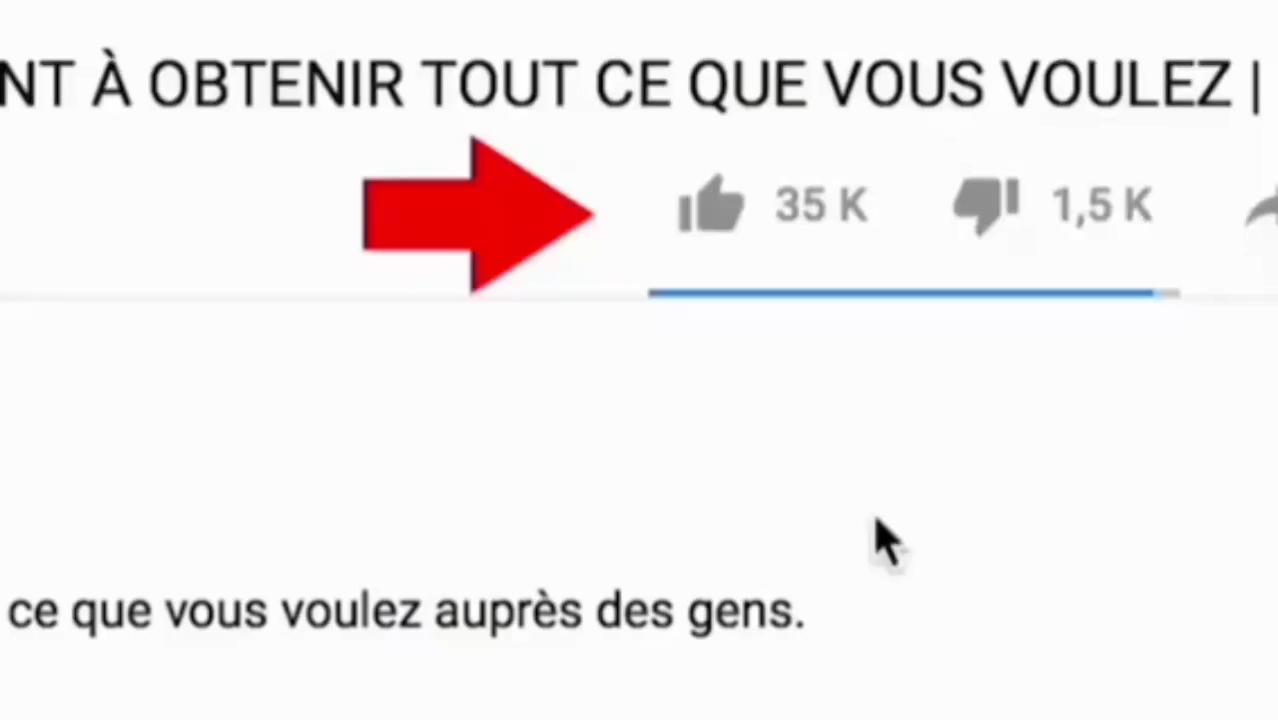 NT À OBTENIR TOUT CE QUE VOUS VOULEZ |
35 K 1,5 K
ce que vous voulez auprès des gens.